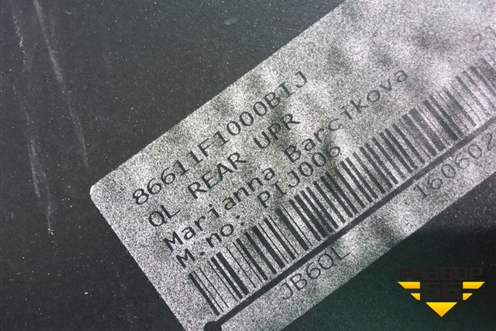 86611F1000BIJ
QL REAR UPR
Marianna Barcikova
M.no. PIJ006
160602
JB6QL